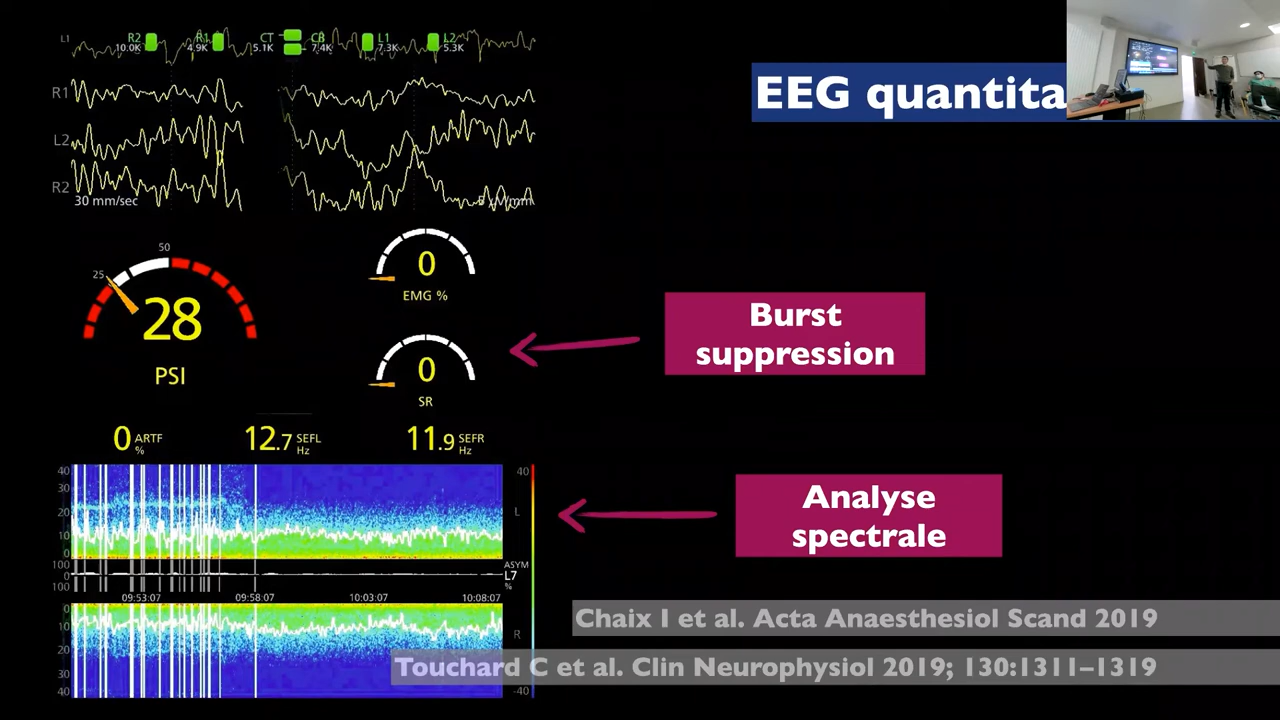 L1
R2 R1 CT CB L1 L2
10.0K 4.9K 5.1K 7.4K 7.3K 5.3K
R1
L2
R2
30 mm/sec
EEG quantita
50
25
28
PSI
0
EMG %
0
SR
Burst
suppression
0 ARTF %
12.7 SEFL Hz
11.9 SEFR Hz
40
30
20
10
0
100
0
100
40
L
ASYM
L7
%
09:53:07 09:58:07 10:03:07 10:08:07
0
10
20
30
40
R
-40
Analyse
spectrale
Chaix I et al. Acta Anaesthesiol Scand 2019
Touchard C et al. Clin Neurophysiol 2019; 130:1311–1319